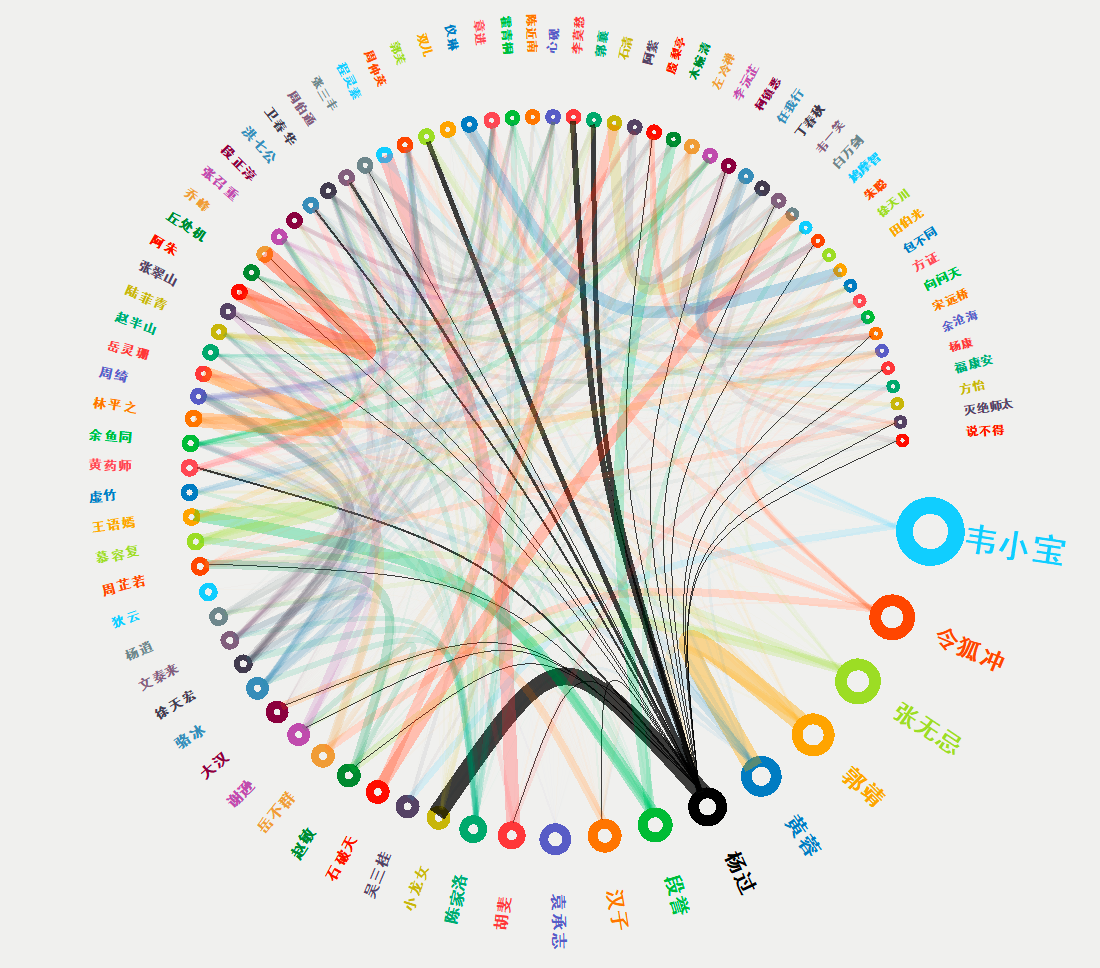 韦小宝
令狐冲
张无忌
郭靖
黄蓉
杨过
段誉
汉子
袁承志
胡斐
陈家洛
小龙女
吴三桂
石破天
赵敏
岳不群
谢逊
大汉
骆冰
徐天宏
文泰来
杨逍
狄云
周芷若
慕容复
王语嫣
虚竹
黄药师
余鱼同
林平之
周绮
岳灵珊
赵半山
陆菲青
张翠山
阿朱
丘处机
乔峰
张召重
段正淳
洪七公
卫春华
周伯通
张三丰
程灵素
周仲英
郭芙
双儿
仪琳
章进
霍青桐
陈近南
心砚
李莫愁
郭襄
石清
阿紫
殷梨亭
木婉清
左冷禅
李沅芷
柯镇恶
任我行
丁春秋
韦一笑
白万剑
鸠摩智
朱聪
徐天川
田伯光
包不同
方证
向问天
宋远桥
余沧海
杨康
福康安
方怡
灭绝师太
说不得